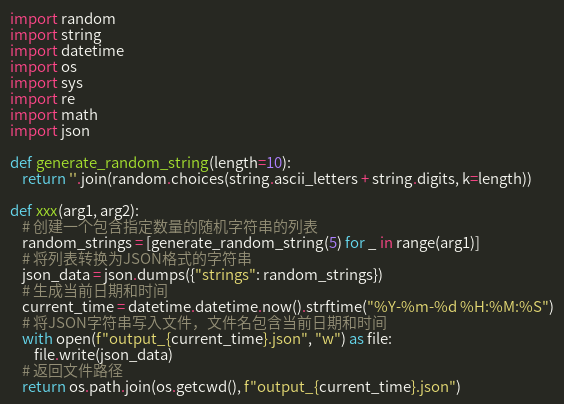 import random
import string
import datetime
import os
import sys
import re
import math
import json

def generate_random_string(length=10):
    return ''.join(random.choices(string.ascii_letters + string.digits, k=length))

def xxx(arg1, arg2):
    # 创建一个包含指定数量的随机字符串的列表
    random_strings = [generate_random_string(5) for _ in range(arg1)]
    # 将列表转换为JSON格式的字符串
    json_data = json.dumps({"strings": random_strings})
    # 生成当前日期和时间
    current_time = datetime.datetime.now().strftime("%Y-%m-%d %H:%M:%S")
    # 将JSON字符串写入文件，文件名包含当前日期和时间
    with open(f"output_{current_time}.json", "w") as file:
        file.write(json_data)
    # 返回文件路径
    return os.path.join(os.getcwd(), f"output_{current_time}.json")